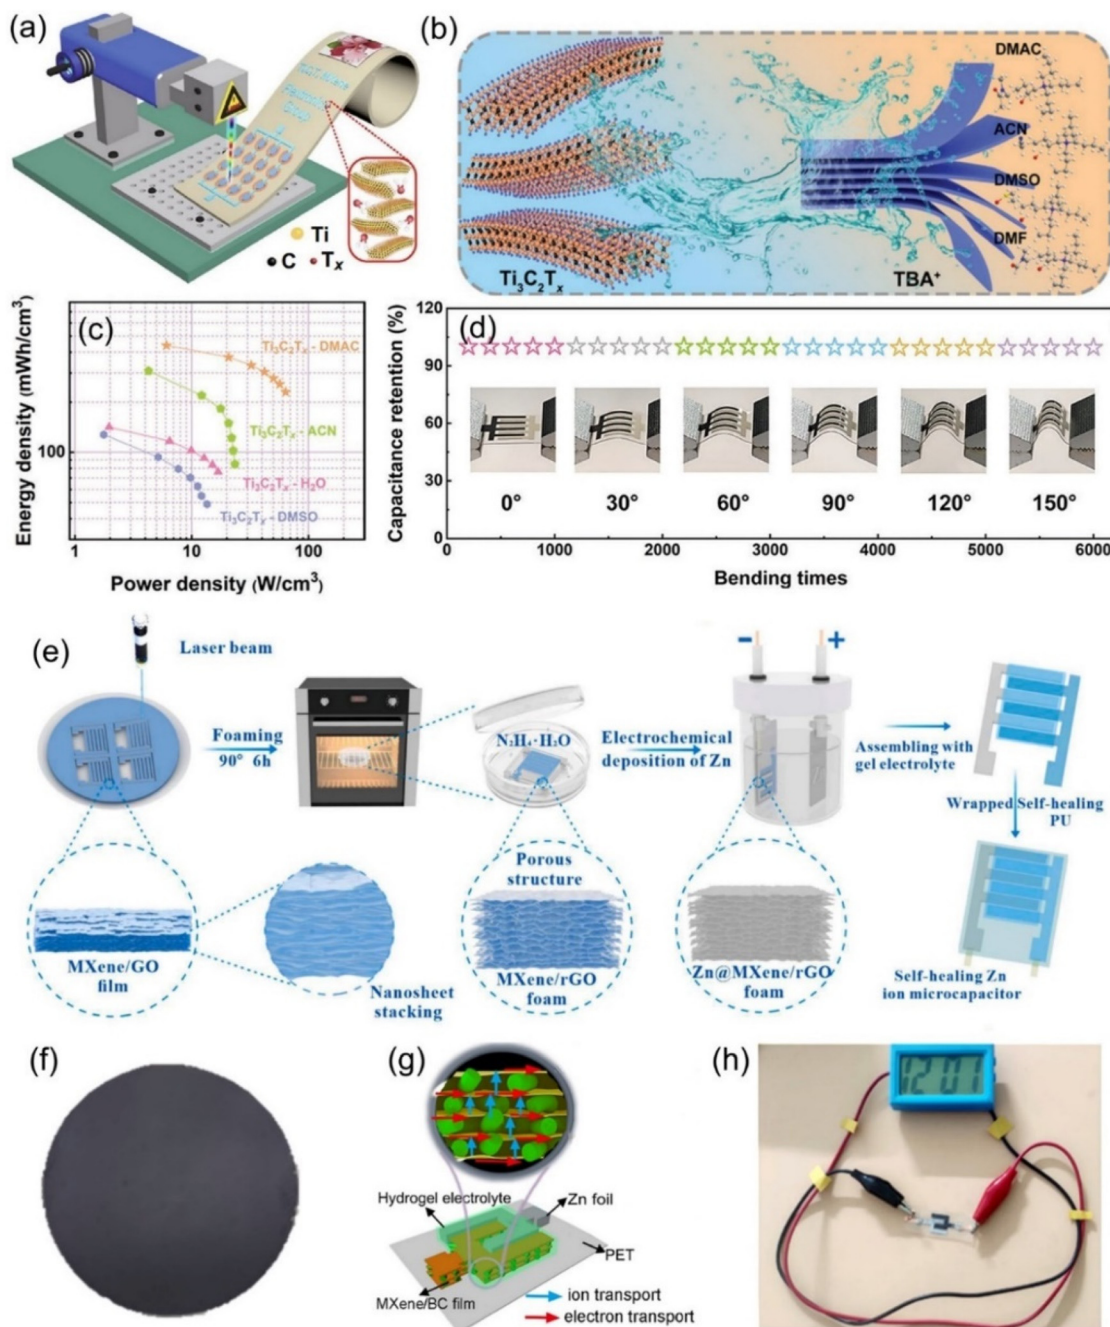 (a)
Ti
C
Tx
(b)
DMAC
ACN
DMSO
DMF
Ti3C2Tx
TBA+
(c)
Energy density (mWh/cm3)
100
Ti3C2Tx - DMAC
Ti3C2Tx - ACN
Ti3C2Tx - H2O
Ti3C2Tx - DMSO
1
10
100
Power density (W/cm3)
(d)
Capacitance retention (%)
120
90
60
30
0
0°
30°
60°
90°
120°
150°
0
1000
2000
3000
4000
5000
6000
Bending times
(e)
Laser beam
Foaming
90° 6h
N2H4·H2O
Electrochemical
deposition of Zn
Assembling with
gel electrolyte
Wrapped Self-healing
PU
MXene/GO
film
Nanosheet
stacking
Porous
structure
MXene/rGO
foam
Zn@MXene/rGO
foam
Self-healing Zn
ion microcapacitor
(f)
(g)
Hydrogel electrolyte
Zn foil
PET
MXene/BC film
ion transport
electron transport
(h)
12:01